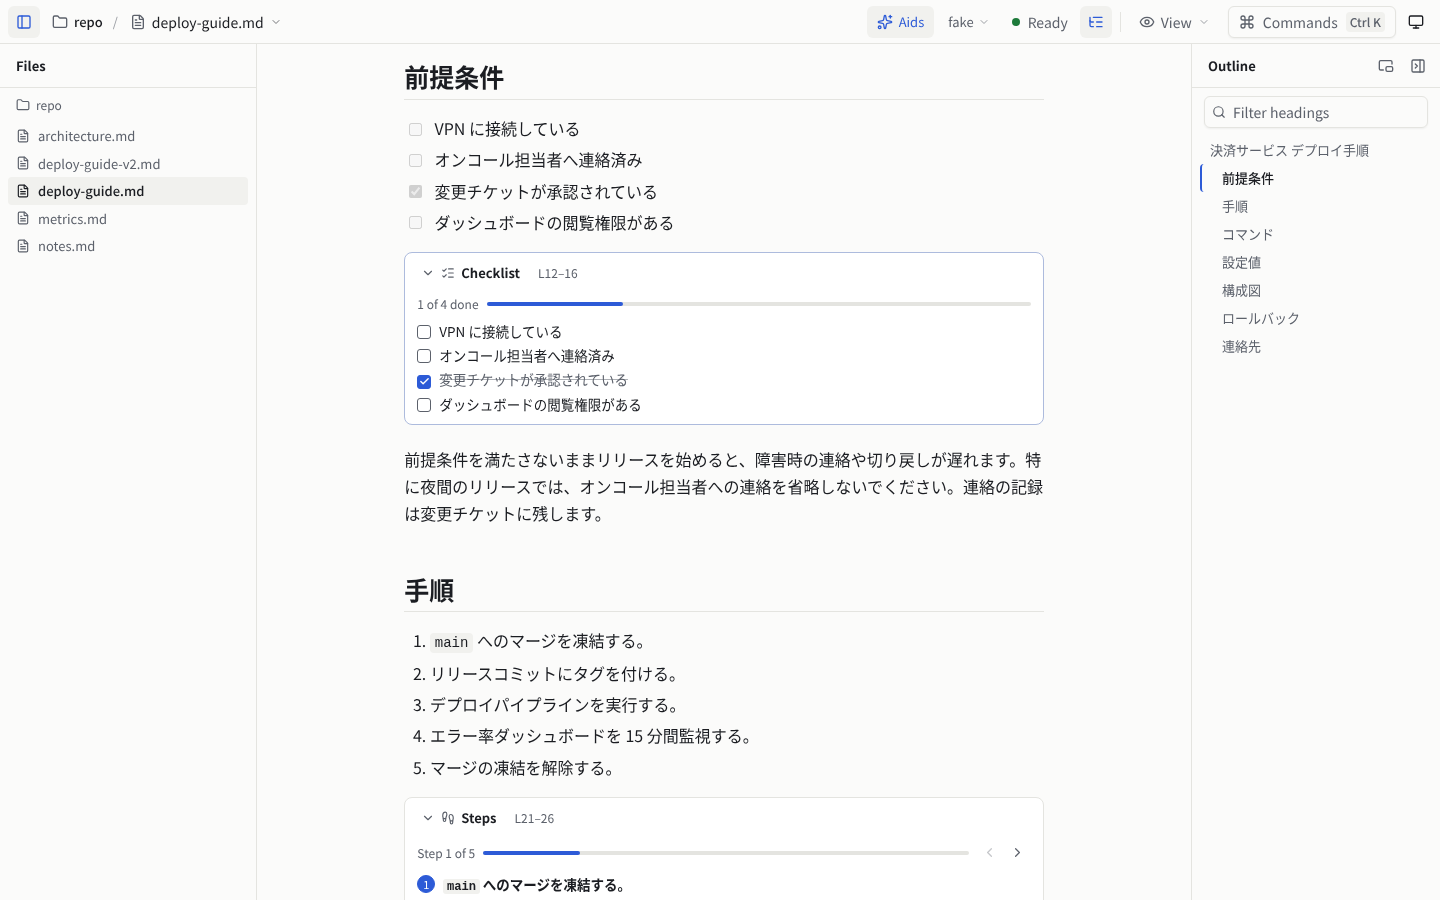 repo / deploy-guide.md
Aids
fake
Ready
View
Commands Ctrl K
Files
repo
architecture.md
deploy-guide-v2.md
deploy-guide.md
metrics.md
notes.md
前提条件
VPN に接続している
オンコール担当者へ連絡済み
変更チケットが承認されている
ダッシュボードの閲覧権限がある
Checklist L12–16
1 of 4 done
VPN に接続している
オンコール担当者へ連絡済み
変更チケットが承認されている
ダッシュボードの閲覧権限がある
前提条件を満たさないままリリースを始めると、障害時の連絡や切り戻しが遅れます。特
に夜間のリリースでは、オンコール担当者への連絡を省略しないでください。連絡の記録
は変更チケットに残します。
手順
1. main へのマージを凍結する。
2. リリースコミットにタグを付ける。
3. デプロイパイプラインを実行する。
4. エラー率ダッシュボードを 15 分間監視する。
5. マージの凍結を解除する。
Steps L21–26
Step 1 of 5
1 main へのマージを凍結する。
Outline
Filter headings
決済サービス デプロイ手順
前提条件
手順
コマンド
設定値
構成図
ロールバック
連絡先